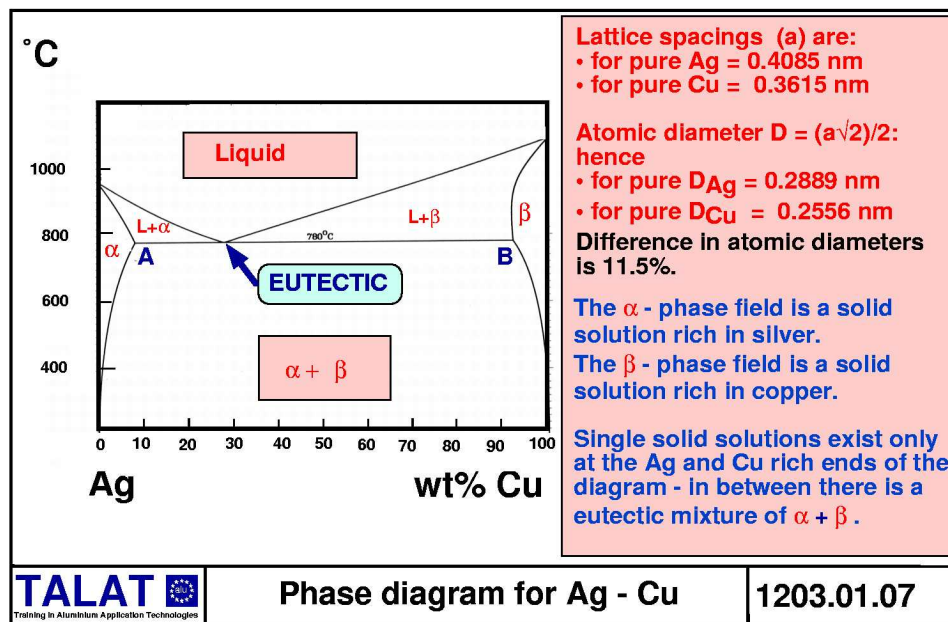 °C
1000
800
600
400
Liquid
L+α
L+β
β
α
A
780°C
B
EUTECTIC
α + β
0 10 20 30 40 50 60 70 80 90 100
Ag
wt% Cu
Lattice spacings (a) are:
• for pure Ag = 0.4085 nm
• for pure Cu = 0.3615 nm
Atomic diameter D = (a√2)/2:
hence
• for pure DAg = 0.2889 nm
• for pure DCu = 0.2556 nm
Difference in atomic diameters
is 11.5%.
The α - phase field is a solid
solution rich in silver.
The β - phase field is a solid
solution rich in copper.
Single solid solutions exist only
at the Ag and Cu rich ends of the
diagram - in between there is a
eutectic mixture of α + β .
TALAT
alu
Training in Aluminium Application Technologies
Phase diagram for Ag - Cu
1203.01.07